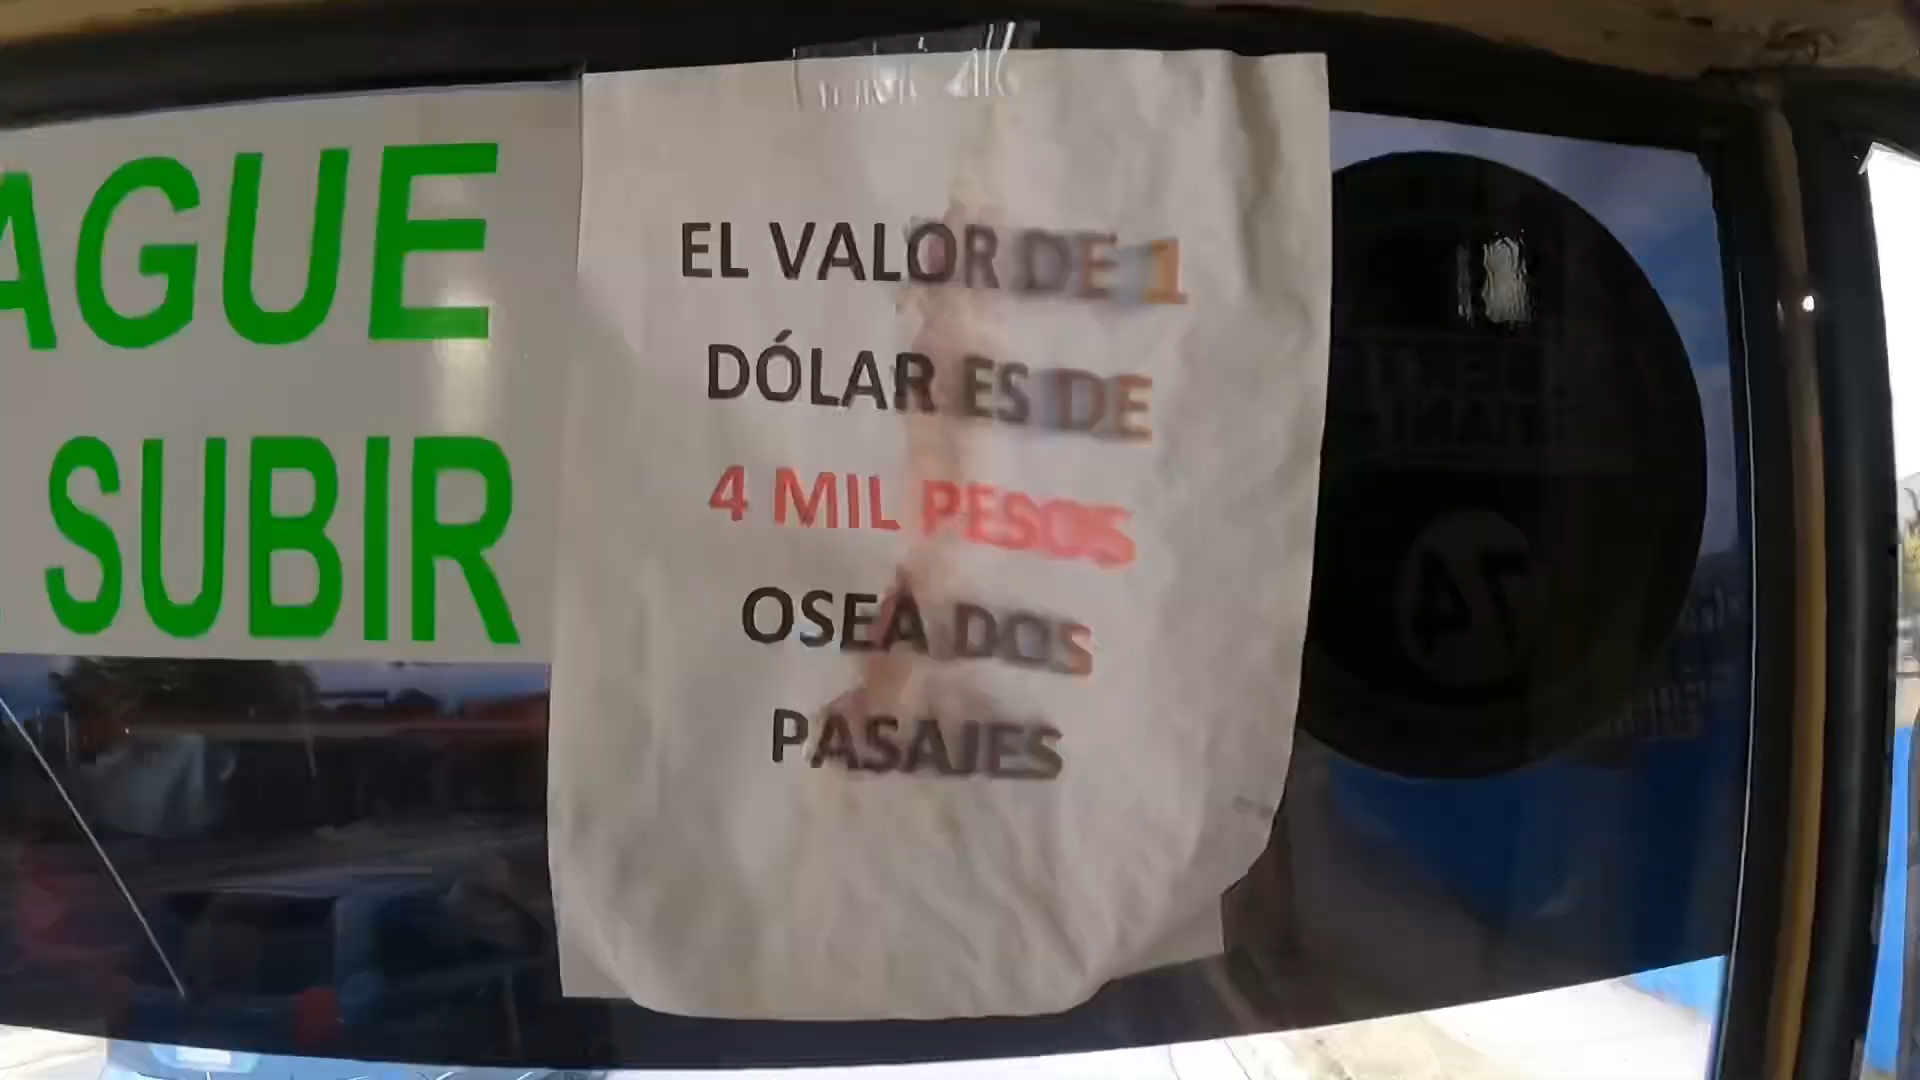 AGUE
SUBIR
EL VALOR DE 1
DÓLAR ES DE
4 MIL PESOS
OSEA DOS
PASAJES